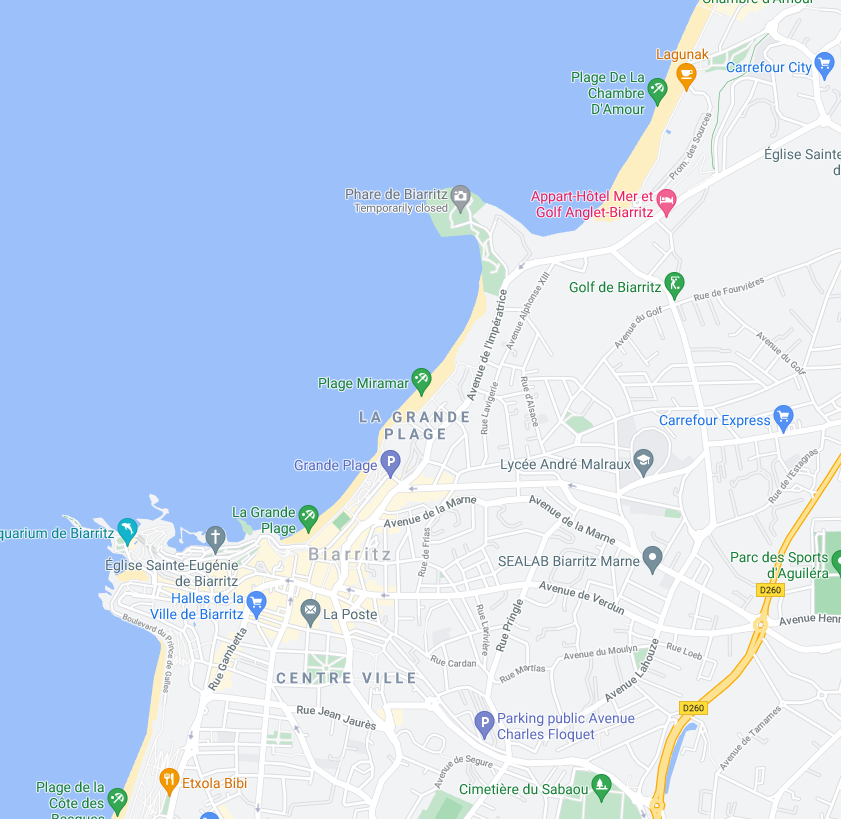 Chambre d'Amour
Lagunak
Carrefour City
Plage De La
Chambre
D'Amour
Prom. des Sources
Église Sainte
d
Phare de Biarritz
Temporarily closed
Appart-Hôtel Mer et
Golf Anglet-Biarritz
Golf de Biarritz
Rue de Fourvières
Avenue du Golf
Avenue Alphonse XIII
Avenue de l'Impératrice
Avenue du Golf
Plage Miramar
Rue Lavigerie
Rue d'Alsace
LA GRANDE
PLAGE
Carrefour Express
Grande Plage
Lycée André Malraux
Rue de l'Estagnas
La Grande
Plage
Avenue de la Marne
Avenue de la Marne
quarium de Biarritz
Église Sainte-Eugénie
de Biarritz
Biarritz
Rue de Frias
SEALAB Biarritz Marne
Parc des Sports
d'Aguiléra
D260
Halles de la
Ville de Biarritz
La Poste
Avenue de Verdun
Avenue Henr
Boulevard du Prince de Galles
Rue Gambetta
Rue Larivière
Rue Pringle
Rue Cardan
Avenue du Moulyn
Rue Loeb
Rue Mortlas
Avenue Lahouze
CENTRE VILLE
Rue Jean Jaurès
D260
Parking public Avenue
Charles Floquet
Avenue de Tamames
Avenue de Segure
Etxola Bibi
Cimetière du Sabaou
Plage de la
Côte des
Basques